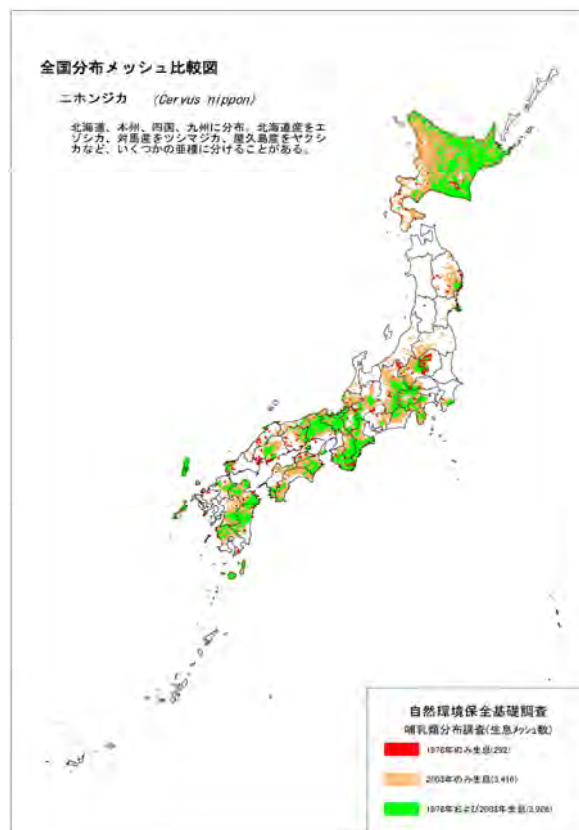 全国分布メッシュ比較図
ニホンジカ (Cervus nippon)
北海道、本州、四国、九州に分布。北海道産をエ
ゾシカ、対馬産をツシマジカ、屋久島産をヤクシ
カなど、いくつかの亜種に分けることがある。
自然環境保全基礎調査
哺乳類分布調査(生息メッシュ数)
1978年のみ生息(292)
2003年のみ生息
1978年および2003年生息